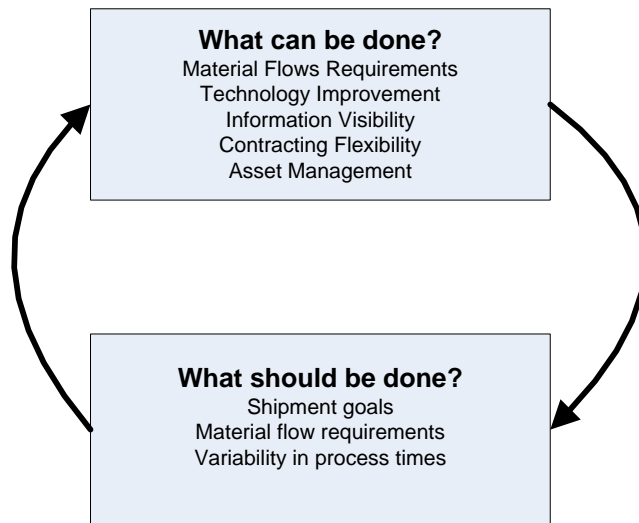 What can be done?
Material Flows Requirements
Technology Improvement
Information Visibility
Contracting Flexibility
Asset Management
What should be done?
Shipment goals
Material flow requirements
Variability in process times